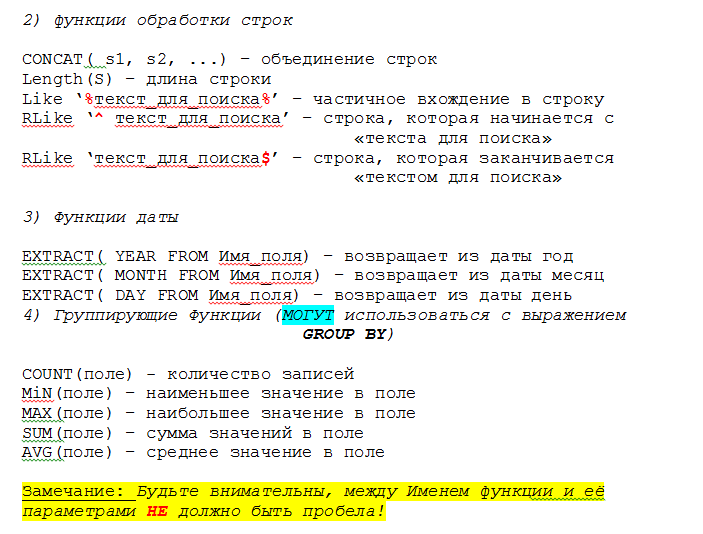 2) функции обработки строк
CONCAT( s1, s2, ...) – объединение строк
Length(S) – длина строки
Like ‘%текст_для_поиска%’ – частичное вхождение в строку
RLike ‘^ текст_для_поиска’ – строка, которая начинается с
«текста для поиска»
RLike ‘текст_для_поиска$’ – строка, которая заканчивается
«текстом для поиска»
3) Функции даты
EXTRACT( YEAR FROM Имя_поля) – возвращает из даты год
EXTRACT( MONTH FROM Имя_поля) – возвращает из даты месяц
EXTRACT( DAY FROM Имя_поля) – возвращает из даты день
4) Группирующие Функции (МОГУТ использоваться с выражением
GROUP BY)
COUNT(поле) – количество записей
MiN(поле) – наименьшее значение в поле
MAX(поле) – наибольшее значение в поле
SUM(поле) – сумма значений в поле
AVG(поле) – среднее значение в поле
Замечание: Будьте внимательны, между Именем функции и её
параметрами НЕ должно быть пробела!